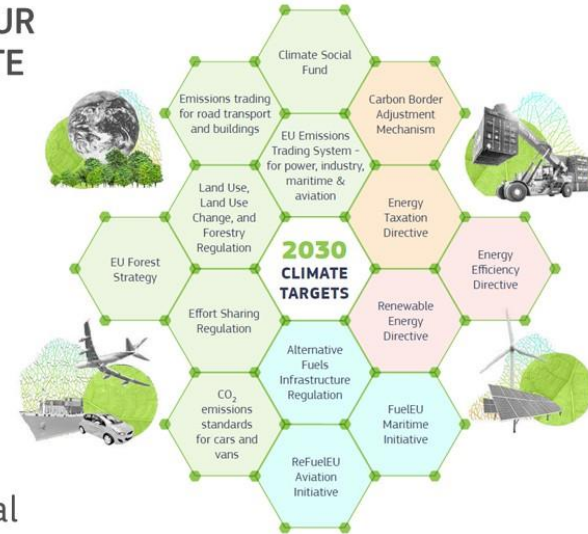 UR
TE
Climate Social
Fund
Emissions trading
for road transport
and buildings
Carbon Border
Adjustment
Mechanism
EU Emissions
Trading System -
for power, industry,
maritime &
aviation
Land Use,
Land Use
Change, and
Forestry
Regulation
Energy
Taxation
Directive
EU Forest
Strategy
2030
CLIMATE
TARGETS
Energy
Efficiency
Directive
Effort Sharing
Regulation
Renewable
Energy
Directive
Alternative
Fuels
Infrastructure
Regulation
CO₂
emissions
standards
for cars and
vans
FuelEU
Maritime
Initiative
ReFuelEU
Aviation
Initiative
al